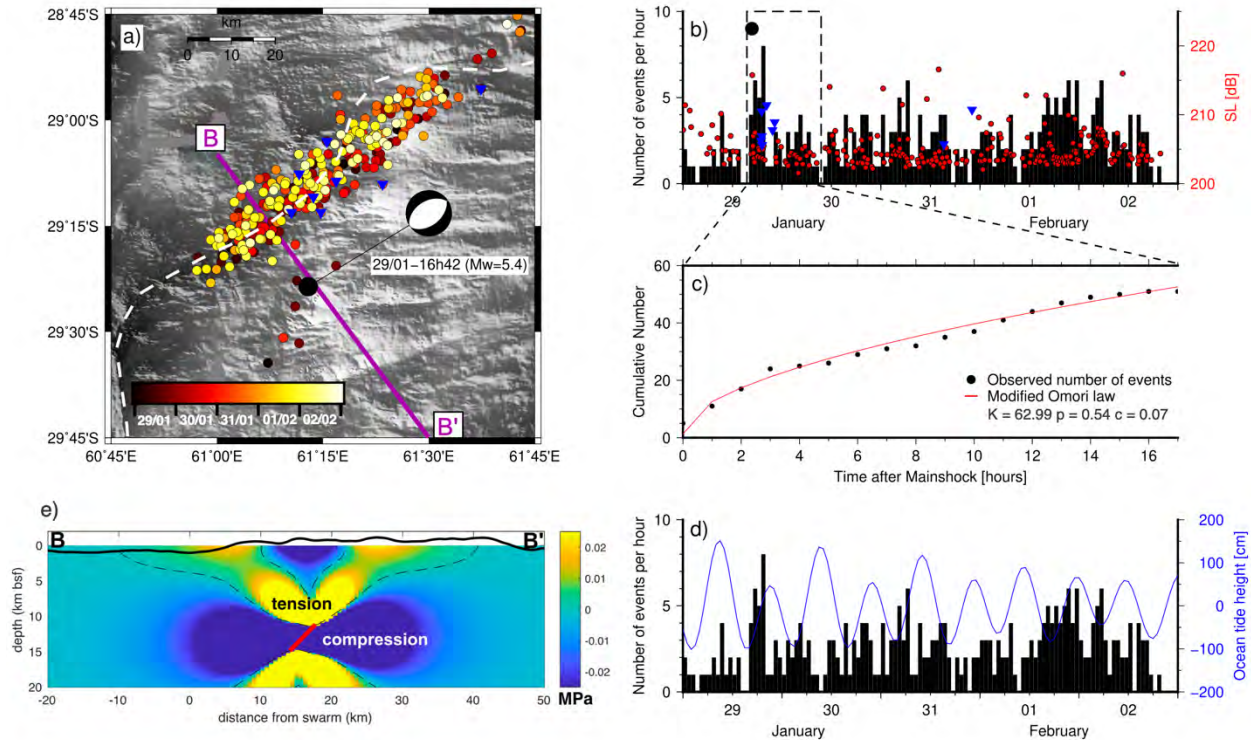 a)
km
0 10 20
28°45'S
29°00'S
29°15'S
29°30'S
29°45'S
B
29/01−16h42 (Mw=5.4)
29/01 30/01 31/01 01/02 02/02
B'
60°45'E 61°00'E 61°15'E 61°30'E 61°45'E
b)
Number of events per hour
10
5
0
SL [dB]
220
210
200
29 30 31 01 02
January February
c)
Cumulative Number
60
40
20
0
Observed number of events
Modified Omori law
K = 62.99 p = 0.54 c = 0.07
0 2 4 6 8 10 12 14 16
Time after Mainshock [hours]
e)
B B'
depth (km bsf)
0
5
10
15
20
tension
compression
-20 -10 0 10 20 30 40 50
distance from swarm (km)
0.02
0.01
0
-0.01
-0.02
MPa
d)
Number of events per hour
10
5
0
Ocean tide height [cm]
200
100
0
−100
−200
29 30 31 01 02
January February